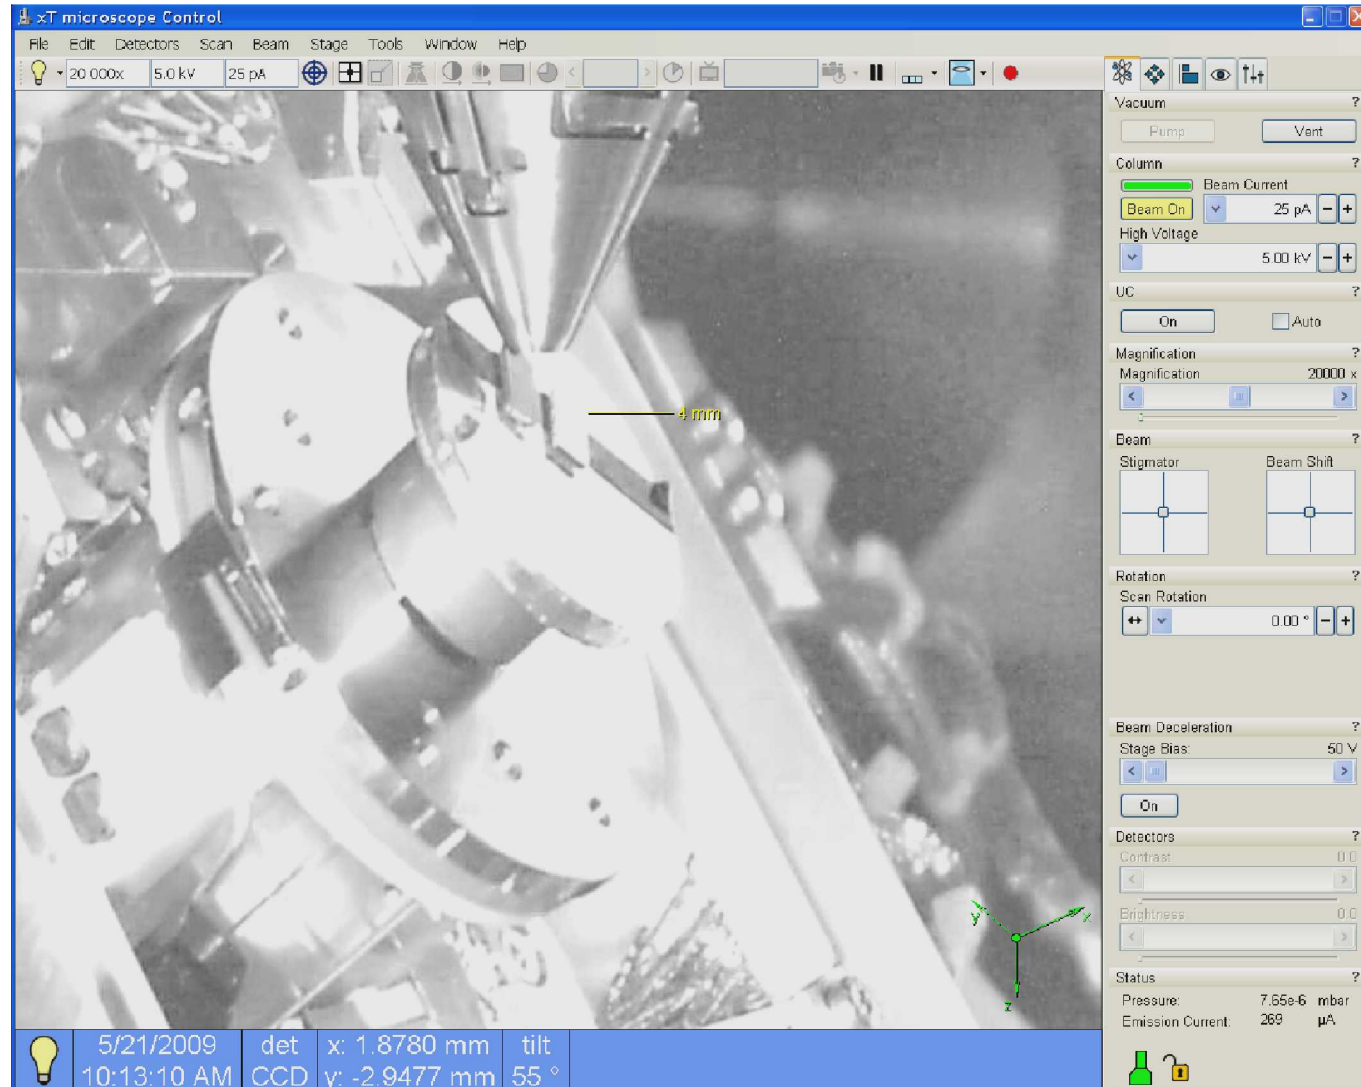 xT microscope Control
File Edit Detectors Scan Beam Stage Tools Window Help
20 000x 5.0 kV 25 pA
Vacuum ?
Pump Vent
Column ?
Beam Current
Beam On 25 pA
High Voltage
5.00 kV
UC ?
On Auto
Magnification ?
Magnification 20000 x
4 mm
Beam ?
Stigmator Beam Shift
Rotation ?
Scan Rotation
0.00 °
Beam Deceleration ?
Stage Bias: 50 V
On
Detectors ?
Contrast 0.0
Brightness 0.0
y x
z
Status ?
Pressure: 7.65e-6 mbar
Emission Current: 269 µA
5/21/2009 det x: 1.8780 mm tilt
10:13:10 AM CCD y: -2.9477 mm 55 °